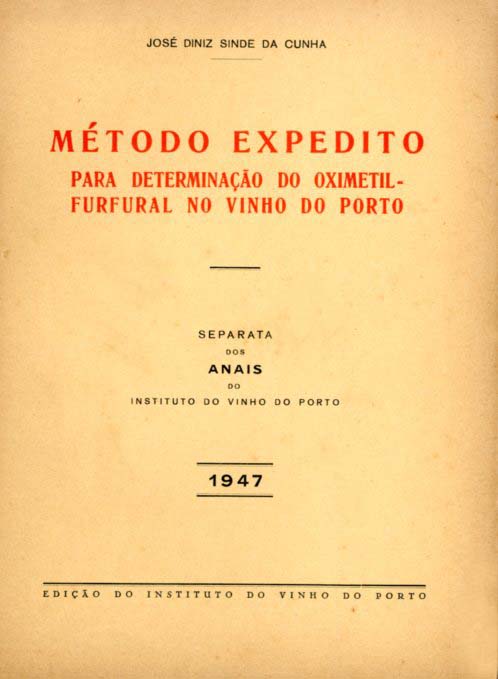 JOSÉ DINIZ SINDE DA CUNHA
MÉTODO EXPEDITO
PARA DETERMINAÇÃO DO OXIMETIL-
FURFURAL NO VINHO DO PORTO
SEPARATA
DOS
ANAIS
DO
INSTITUTO DO VINHO DO PORTO
1947
EDIÇÃO DO INSTITUTO DO VINHO DO PORTO